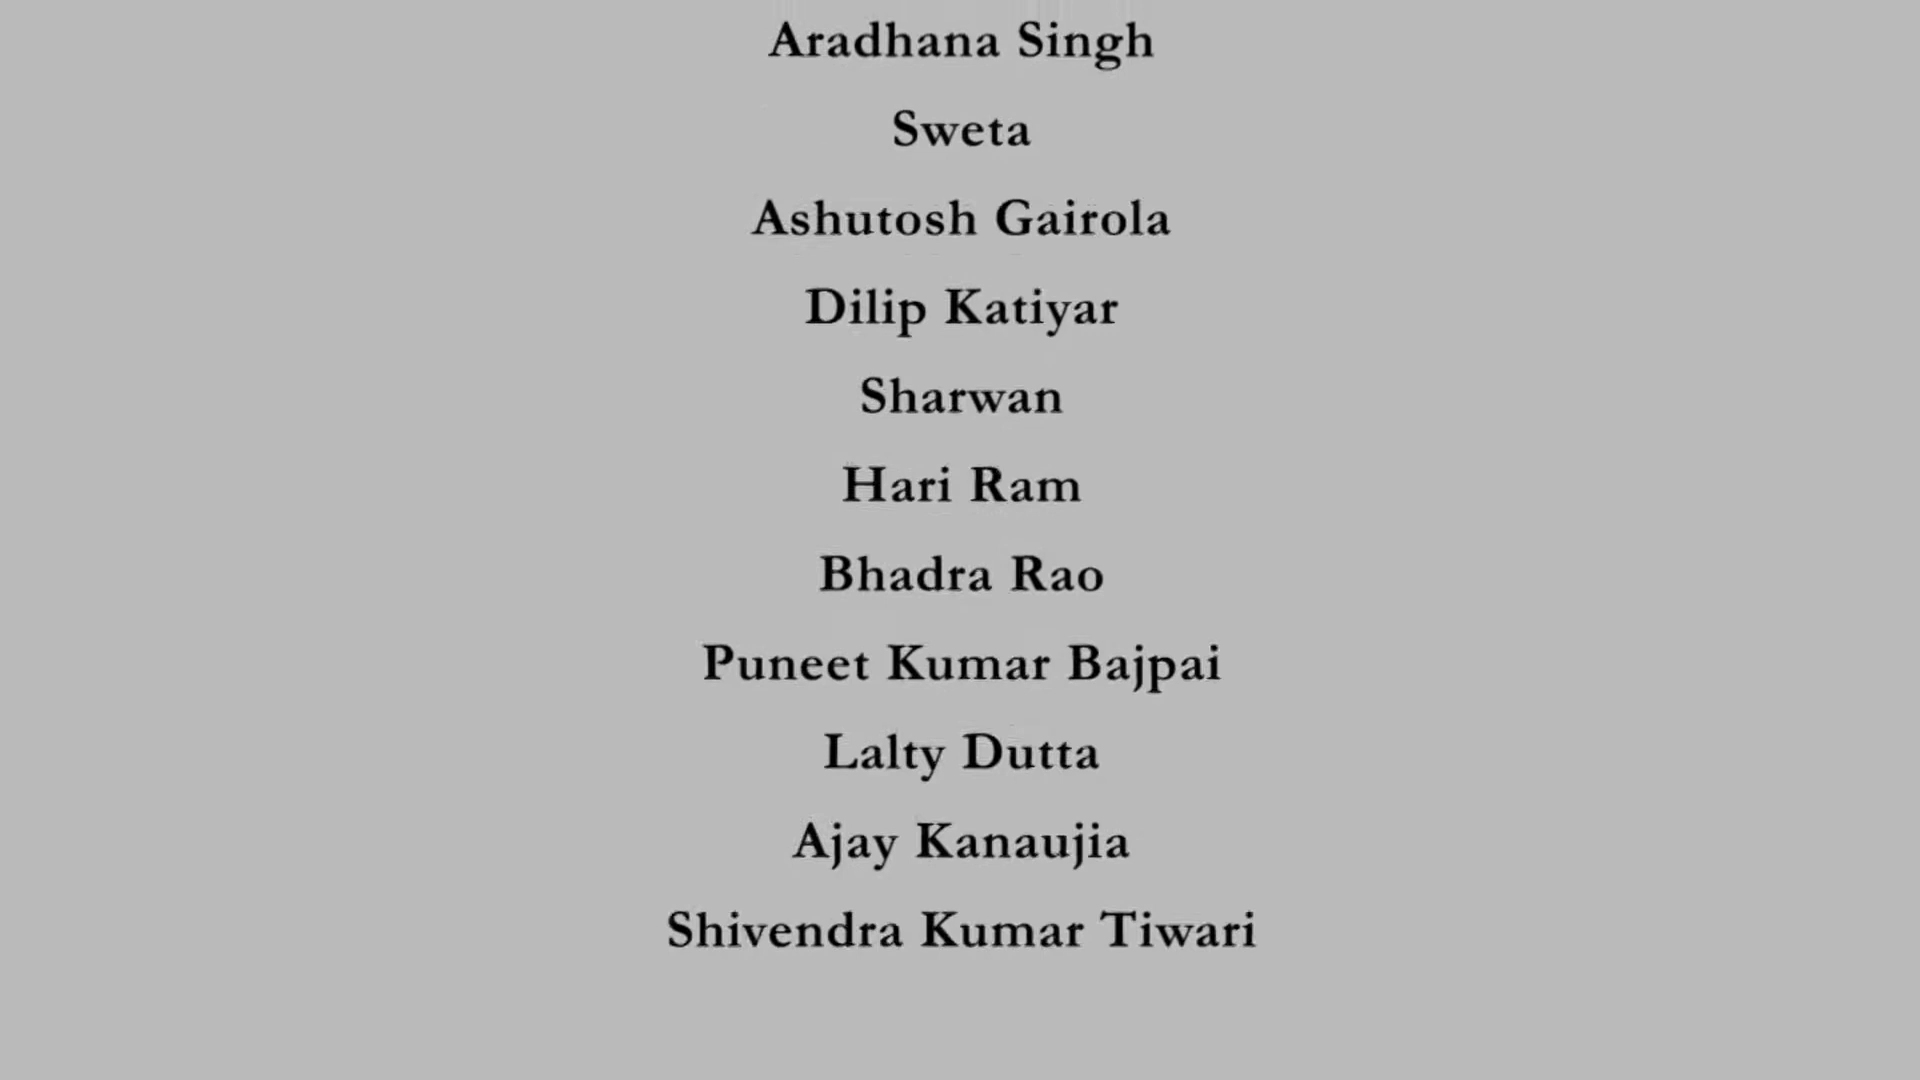 Aradhana Singh
Sweta
Ashutosh Gairola
Dilip Katiyar
Sharwan
Hari Ram
Bhadra Rao
Puneet Kumar Bajpai
Lalty Dutta
Ajay Kanaujia
Shivendra Kumar Tiwari